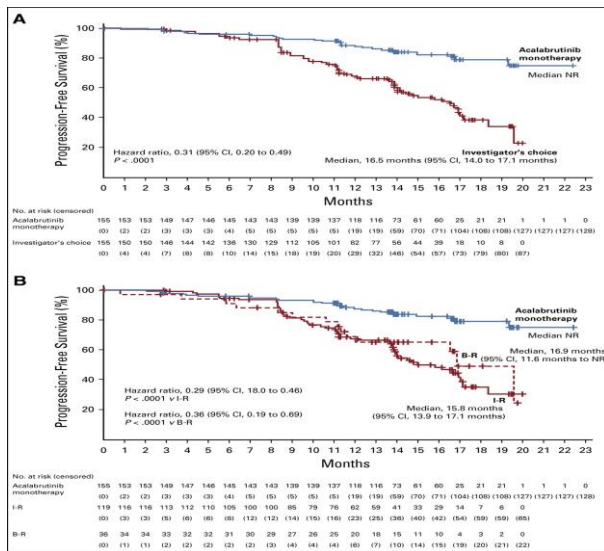 A
Progression-Free Survival (%)
100
80
60
40
20
Acalabrutinib
monotherapy
Median NR
Hazard ratio, 0.31 (95% CI, 0.20 to 0.49)
P < .0001
Investigator's choice
Median, 16.5 months (95% CI, 14.0 to 17.1 months)
0 1 2 3 4 5 6 7 8 9 10 11 12 13 14 15 16 17 18 19 20 21 22 23
Months
No. at risk (censored)
Acalabrutinib 155 153 153 149 147 146 145 143 143 139 139 137 118 116 73 61 60 25 21 21 1 1 1 0
monotherapy (0) (2) (2) (3) (3) (3) (4) (5) (5) (5) (5) (5) (19) (19) (59) (70) (71) (104) (108) (108) (127) (127) (127) (128)
Investigator's choice 155 150 150 146 144 142 136 130 129 112 105 101 82 77 56 44 39 18 10 8 0
(0) (4) (4) (7) (8) (8) (10) (14) (15) (18) (19) (20) (29) (32) (46) (54) (57) (73) (79) (80) (87)
B
Progression-Free Survival (%)
100
80
60
40
20
Acalabrutinib
monotherapy
Median NR
B-R
Median, 16.9 months
(95% CI, 11.6 months to NR)
Hazard ratio, 0.29 (95% CI, 18.0 to 0.46)
P < .0001 v I-R
Hazard ratio, 0.36 (95% CI, 0.19 to 0.69)
P < .0001 v B-R
I-R
Median, 15.8 months
(95% CI, 13.9 to 17.1 months)
0 1 2 3 4 5 6 7 8 9 10 11 12 13 14 15 16 17 18 19 20 21 22 23
Months
No. at risk (censored)
Acalabrutinib 155 153 153 149 147 146 145 143 143 139 139 137 118 116 73 61 60 25 21 21 1 1 1 0
monotherapy (0) (2) (2) (3) (3) (3) (4) (5) (5) (5) (5) (5) (19) (19) (59) (70) (71) (104) (108) (108) (127) (127) (127) (128)
I-R 119 116 116 113 112 110 105 100 100 85 79 76 62 59 41 33 29 14 7 6 0
(0) (3) (3) (5) (6) (6) (8) (12) (12) (14) (15) (16) (23) (25) (36) (40) (42) (54) (59) (59) (65)
B-R 36 34 34 33 32 32 31 30 29 27 26 25 20 18 15 11 10 4 3 2 0
(0) (1) (1) (2) (2) (2) (2) (2) (3) (4) (4) (4) (6) (7) (10) (14) (15) (19) (20) (21) (22)